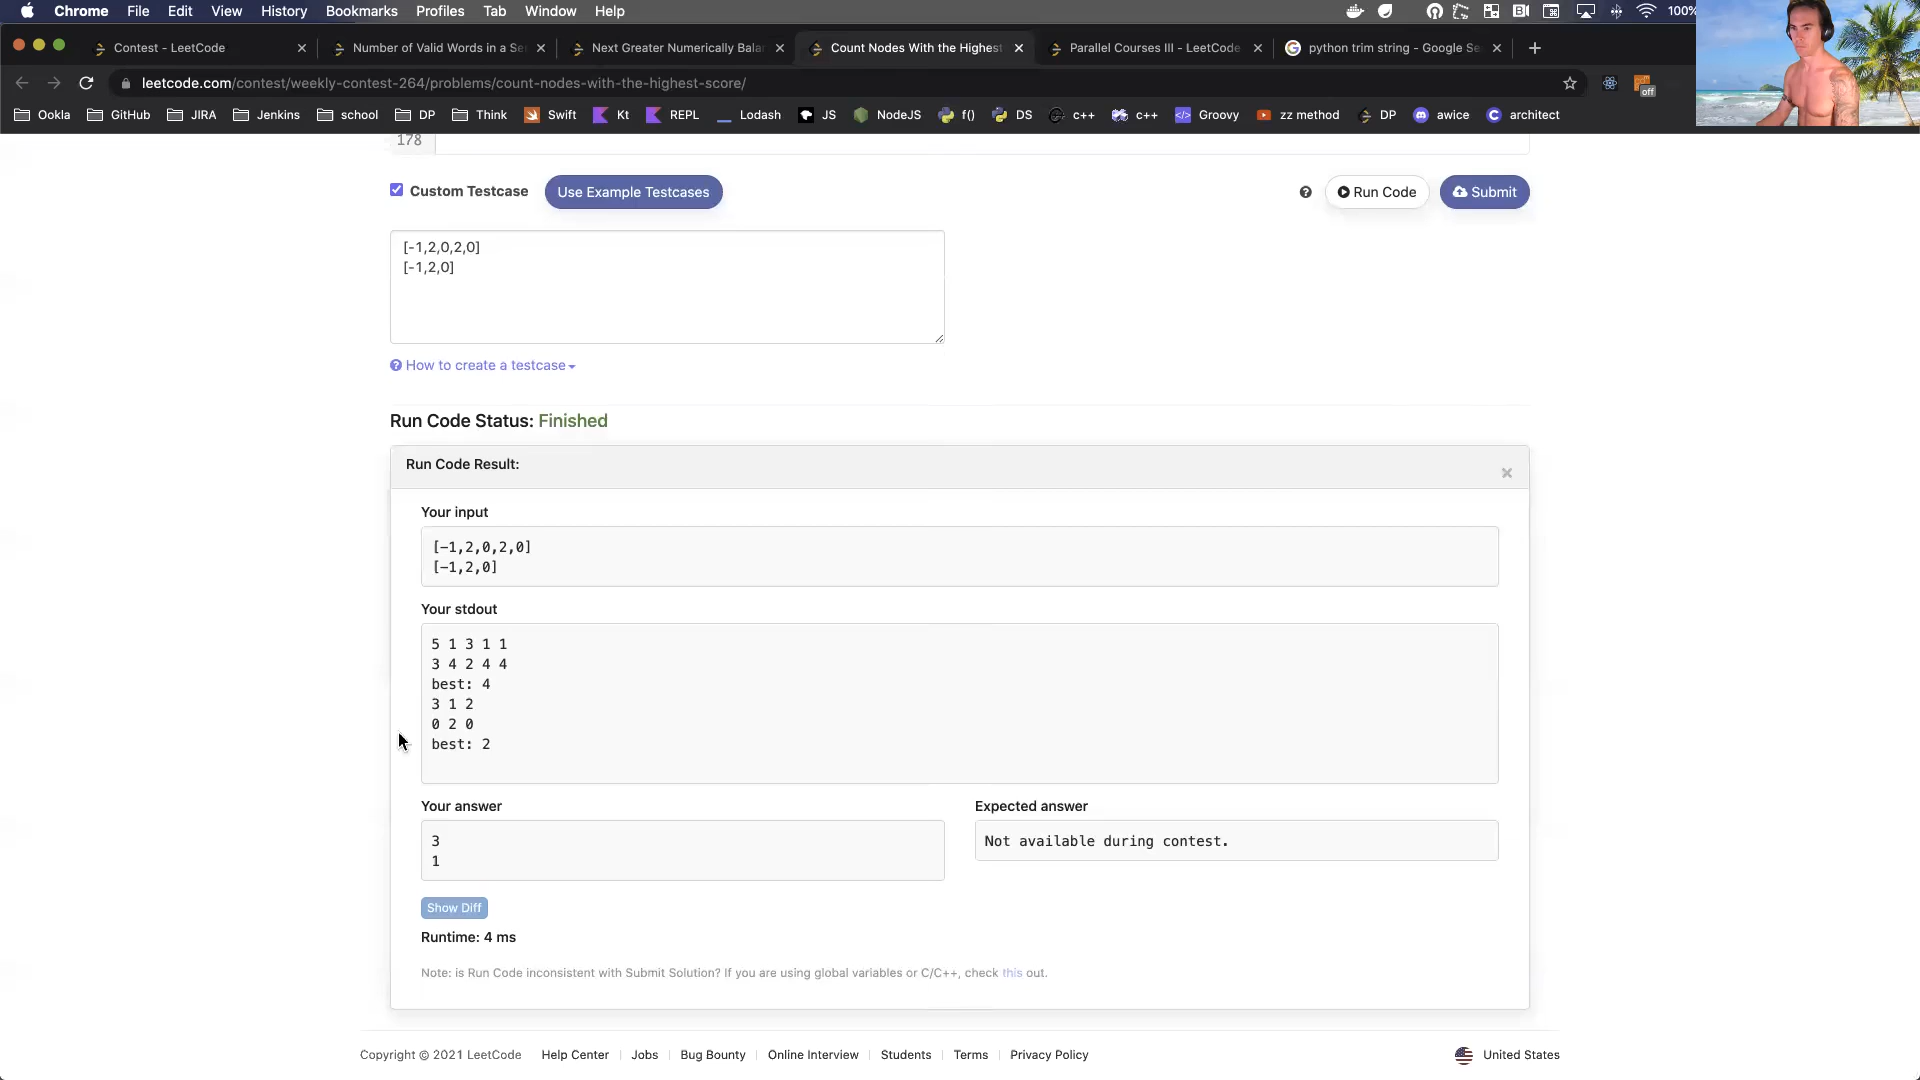 Chrome File Edit View History Bookmarks Profiles Tab Window Help 100%
Contest - LeetCode Number of Valid Words in a Se Next Greater Numerically Balar Count Nodes With the Highest Parallel Courses III - LeetCode python trim string - Google Se
leetcode.com/contest/weekly-contest-264/problems/count-nodes-with-the-highest-score/ off
Ookla GitHub JIRA Jenkins school DP Think Swift Kt REPL Lodash JS NodeJS f() DS c++ c++ Groovy zz method DP awice architect
178
Custom Testcase Use Example Testcases Run Code Submit
[-1,2,0,2,0]
[-1,2,0]
How to create a testcase
Run Code Status: Finished
Run Code Result:
Your input
[-1,2,0,2,0]
[-1,2,0]
Your stdout
5 1 3 1 1
3 4 2 4 4
best: 4
3 1 2
0 2 0
best: 2
Your answer Expected answer
3 Not available during contest.
1
Show Diff
Runtime: 4 ms
Note: is Run Code inconsistent with Submit Solution? If you are using global variables or C/C++, check this out.
Copyright © 2021 LeetCode Help Center Jobs Bug Bounty Online Interview Students Terms Privacy Policy United States